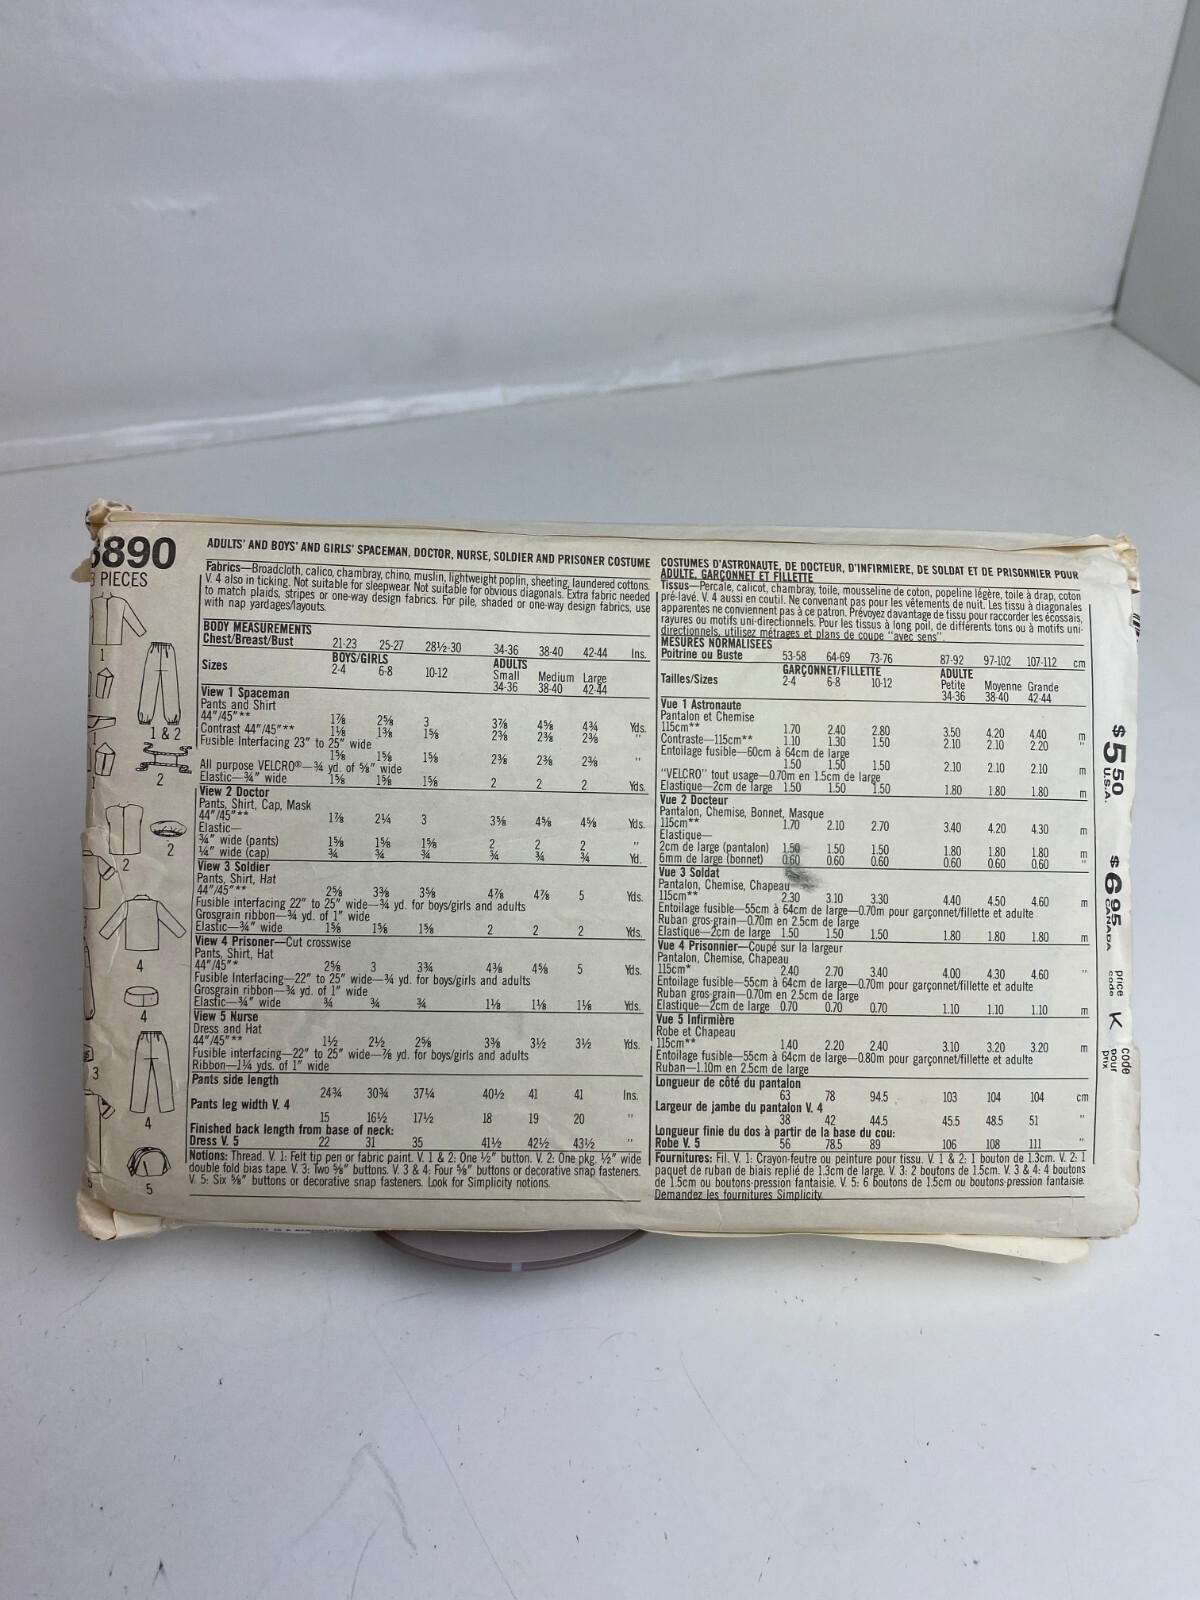 890
PIECES
1
1 & 2
1
2
1
2
2
4
4
3
4
5
5
ADULTS' AND BOYS' AND GIRLS' SPACEMAN, DOCTOR, NURSE, SOLDIER AND PRISONER COSTUME
Fabrics—Broadcloth, calico, chambray, chino, muslin, lightweight poplin, sheeting, laundered cottons.
V. 4 also in ticking. Not suitable for sleepwear. Not suitable for obvious diagonals. Extra fabric needed
to match plaids, stripes or one-way design fabrics. For pile, shaded or one-way design fabrics, use
with nap yardages/layouts.
BODY MEASUREMENTS
Chest/Breast/Bust 21-23 25-27 28½-30 34-36 38-40 42-44 Ins.
BOYS/GIRLS ADULTS
Sizes 2-4 6-8 10-12 Small Medium Large
34-36 38-40 42-44
View 1 Spaceman
Pants and Shirt
44"/45"** 1⅞ 2⅝ 3 3⅞ 4⅝ 4¾ Yds.
Contrast 44"/45"** 1⅛ 1⅜ 1⅝ 2⅜ 2⅜ 2⅜ "
Fusible Interfacing 23" to 25" wide
1⅝ 1⅝ 1⅝ 2⅜ 2⅜ 2⅜ "
All purpose VELCRO®—¾ yd. of ⅝" wide
Elastic—¾" wide 1⅝ 1⅝ 1⅝ 2 2 2 Yds.
View 2 Doctor
Pants, Shirt, Cap, Mask
44"/45"** 1⅞ 2¼ 3 3⅝ 4⅝ 4⅝ Yds.
Elastic—
¾" wide (pants) 1⅝ 1⅝ 1⅝ 2 2 2 "
¼" wide (cap) ¾ ¾ ¾ ¾ ¾ ¾ Yd.
View 3 Soldier
Pants, Shirt, Hat
44"/45"** 2⅝ 3⅜ 3⅝ 4⅞ 4⅞ 5 Yds.
Fusible interfacing 22" to 25" wide—¾ yd. for boys/girls and adults
Grosgrain ribbon—¾ yd. of 1" wide
Elastic—¾" wide 1⅝ 1⅝ 1⅝ 2 2 2 Yds.
View 4 Prisoner—Cut crosswise
Pants, Shirt, Hat
44"/45"* 2⅝ 3 3¾ 4⅜ 4⅝ 5 Yds.
Fusible Interfacing—22" to 25" wide—¾ yd. for boys/girls and adults
Grosgrain ribbon—¾ yd. of 1" wide
Elastic—¾" wide ¾ ¾ ¾ 1⅛ 1⅛ 1⅛ Yds.
View 5 Nurse
Dress and Hat
44"/45"** 1½ 2½ 2⅝ 3⅜ 3½ 3½ Yds.
Fusible interfacing—22" to 25" wide—⅞ yd. for boys/girls and adults
Ribbon—1¼ yds. of 1" wide
Pants side length
24¾ 30¾ 37¼ 40½ 41 41 Ins.
Pants leg width V. 4
15 16½ 17½ 18 19 20 "
Finished back length from base of neck:
Dress V. 5 22 31 35 41½ 42½ 43½ "
Notions: Thread. V. 1: Felt tip pen or fabric paint. V. 1 & 2: One ½" button. V. 2: One pkg. ½" wide
double fold bias tape. V. 3: Two ⅝" buttons. V. 3 & 4: Four ⅝" buttons or decorative snap fasteners.
V. 5: Six ⅝" buttons or decorative snap fasteners. Look for Simplicity notions.
COSTUMES D'ASTRONAUTE, DE DOCTEUR, D'INFIRMIERE, DE SOLDAT ET DE PRISONNIER POUR
ADULTE, GARÇONNET ET FILLETTE
Tissus—Percale, calicot, chambray, toile, mousseline de coton, popeline légère, toile à drap, coton
pré-lavé. V. 4 aussi en coutil. Ne convenant pas pour les vêtements de nuit. Les tissu à diagonales
apparentes ne conviennent pas à ce patron. Prévoyez davantage de tissu pour raccorder les écossais,
rayures ou motifs uni-directionnels. Pour les tissus à long poil, de différents tons ou à motifs uni-
directionnels, utilisez métrages et plans de coupe "avec sens".
MESURES NORMALISEES
Poitrine ou Buste 53-58 64-69 73-76 87-92 97-102 107-112 cm
GARÇONNET/FILLETTE ADULTE
Tailles/Sizes 2-4 6-8 10-12 Petite Moyenne Grande
34-36 38-40 42-44
Vue 1 Astronaute
Pantalon et Chemise
115cm** 1.70 2.40 2.80 3.50 4.20 4.40 m
Contraste—115cm** 1.10 1.30 1.50 2.10 2.10 2.20 "
Entoilage fusible—60cm à 64cm de large
1.50 1.50 1.50 2.10 2.10 2.10 m
"VELCRO" tout usage—0.70m en 1.5cm de large
Elastique—2cm de large 1.50 1.50 1.50 1.80 1.80 1.80 m
Vue 2 Docteur
Pantalon, Chemise, Bonnet, Masque
115cm** 1.70 2.10 2.70 3.40 4.20 4.30 m
Elastique—
2cm de large (pantalon) 1.50 1.50 1.50 1.80 1.80 1.80 m
6mm de large (bonnet) 0.60 0.60 0.60 0.60 0.60 0.60 "
Vue 3 Soldat
Pantalon, Chemise, Chapeau
115cm** 2.30 3.10 3.30 4.40 4.50 4.60 m
Entoilage fusible—55cm à 64cm de large—0.70m pour garçonnet/fillette et adulte
Ruban gros-grain—0.70m en 2.5cm de large
Elastique—2cm de large 1.50 1.50 1.50 1.80 1.80 1.80 m
Vue 4 Prisonnier—Coupé sur la largeur
Pantalon, Chemise, Chapeau
115cm* 2.40 2.70 3.40 4.00 4.30 4.60 "
Entoilage fusible—55cm à 64cm de large—0.70m pour garçonnet/fillette et adulte
Ruban gros-grain—0.70m en 2.5cm de large
Elastique—2cm de large 0.70 0.70 0.70 1.10 1.10 1.10 m
Vue 5 Infirmière
Robe et Chapeau
115cm** 1.40 2.20 2.40 3.10 3.20 3.20 m
Entoilage fusible—55cm à 64cm de large—0.80m pour garçonnet/fillette et adulte
Ruban—1.10m en 2.5cm de large
Longueur de côté du pantalon
63 78 94.5 103 104 104 cm
Largeur de jambe du pantalon V. 4
38 42 44.5 45.5 48.5 51 "
Longueur finie du dos à partir de la base du cou:
Robe V. 5 56 78.5 89 106 108 111 "
Fournitures: Fil. V. 1: Crayon-feutre ou peinture pour tissu. V. 1 & 2: 1 bouton de 1.3cm. V. 2: 1
paquet de ruban de biais replié de 1.3cm de large. V. 3: 2 boutons de 1.5cm. V. 3 & 4: 4 boutons
de 1.5cm ou boutons-pression fantaisie. V. 5: 6 boutons de 1.5cm ou boutons-pression fantaisie.
Demandez les fournitures Simplicity.
$5.50 U.S.A.
$6.95 CANADA
price code K code pour prix